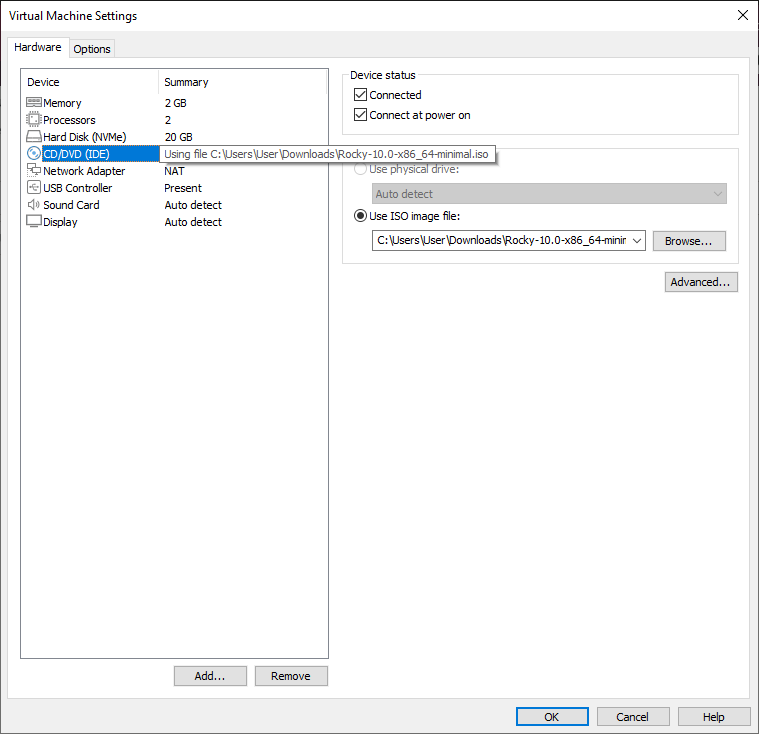 Virtual Machine Settings
Hardware Options
Device Summary
Memory 2 GB
Processors 2
Hard Disk (NVMe) 20 GB
CD/DVD (IDE) Using file C:\Users\User\Downloads\Rocky-10.0-x86_64-minimal.iso
Network Adapter NAT
USB Controller Present
Sound Card Auto detect
Display Auto detect
Add... Remove
Device status
Connected
Connect at power on
Use physical drive:
Auto detect
Use ISO image file:
C:\Users\User\Downloads\Rocky-10.0-x86_64-minir Browse...
Advanced...
OK Cancel Help